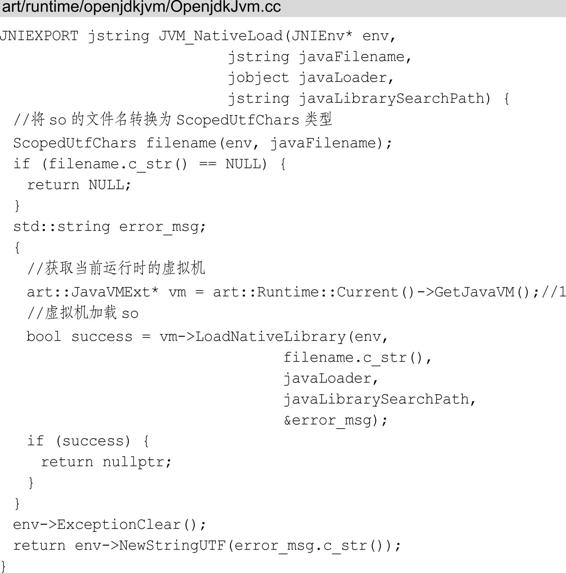 art/runtime/openjdkjvm/OpenjdkJvm.cc
JNIEXPORT jstring JVM_NativeLoad(JNIEnv* env,
                                 jstring javaFilename,
                                 jobject javaLoader,
                                 jstring javaLibrarySearchPath) {
  //将 so 的文件名转换为 ScopedUtfChars 类型
  ScopedUtfChars filename(env, javaFilename);
  if (filename.c_str() == NULL) {
    return NULL;
  }
  std::string error_msg;
  {
    //获取当前运行时的虚拟机
    art::JavaVMExt* vm = art::Runtime::Current()->GetJavaVM();//1
    //虚拟机加载 so
    bool success = vm->LoadNativeLibrary(env,
                                         filename.c_str(),
                                         javaLoader,
                                         javaLibrarySearchPath,
                                         &error_msg);
    if (success) {
      return nullptr;
    }
  }
  env->ExceptionClear();
  return env->NewStringUTF(error_msg.c_str());
}